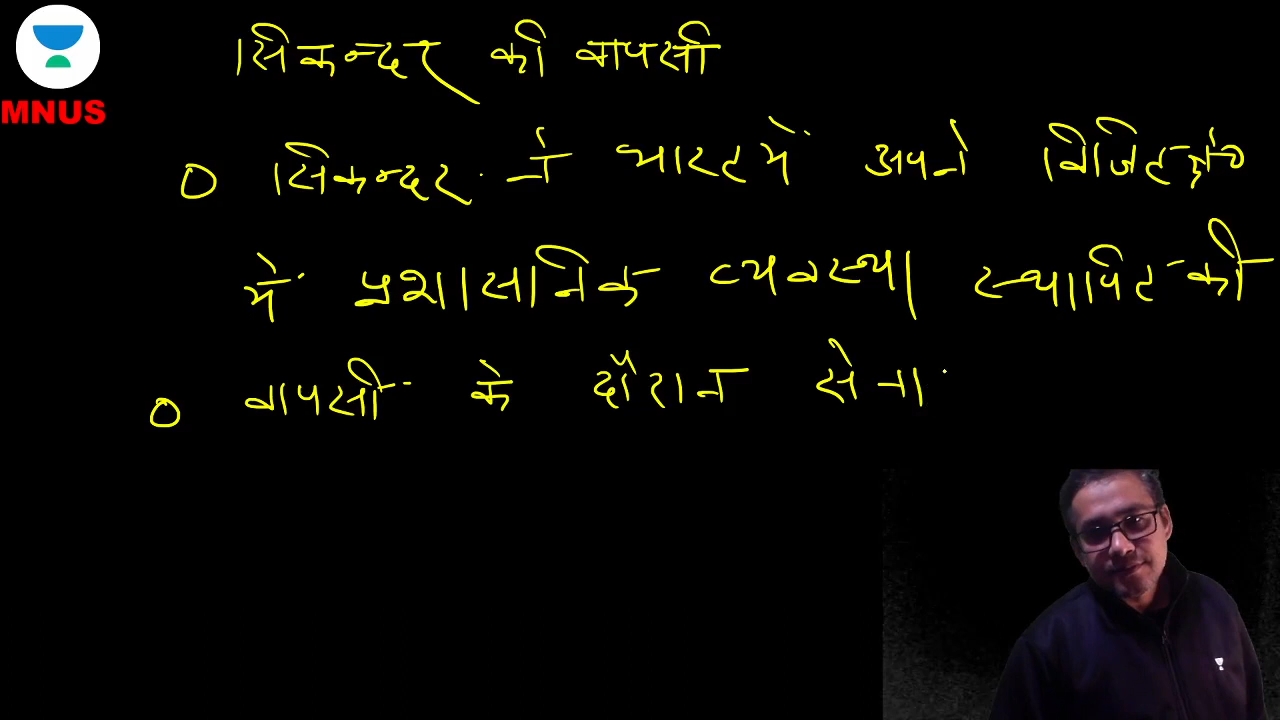 MNUS
सिकन्दर की वापसी
सिकन्दर ने भारत में अपने विजित क्षेत्र
में प्रशासनिक व्यवस्था स्थापित की
वापसी के दौरान सेना